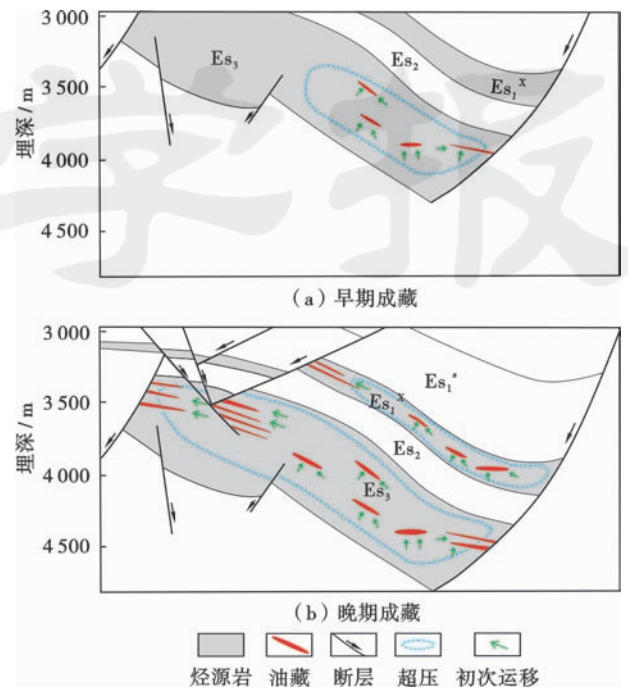 3 000
3 500
4 000
4 500
埋深/m
Es3
Es2
Es1x
学报
(a)早期成藏
3 000
3 500
4 000
4 500
埋深/m
Es1s
Es1x
Es2
Es3
(b)晚期成藏
烃源岩 油藏 断层 超压 初次运移